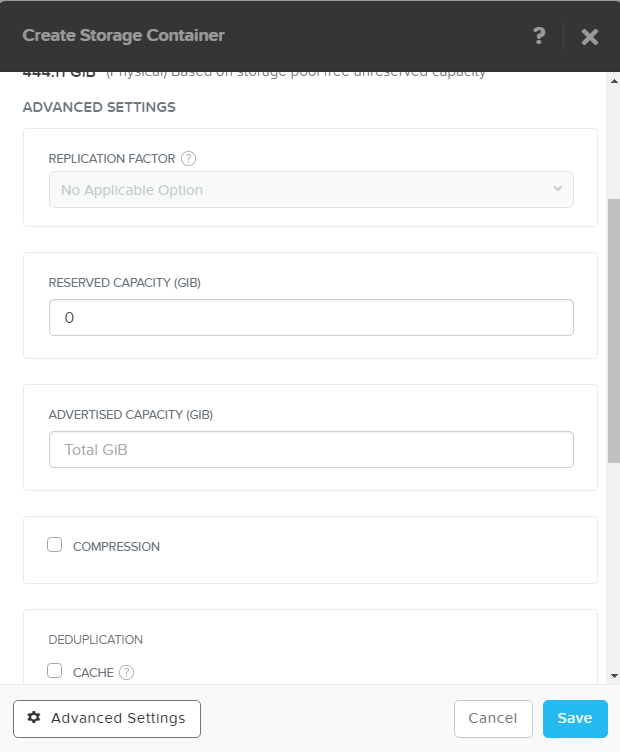 Create Storage Container
?
444.11 GiB (Physical) Based on storage pool free unreserved capacity
ADVANCED SETTINGS
REPLICATION FACTOR ?
No Applicable Option
RESERVED CAPACITY (GIB)
0
ADVERTISED CAPACITY (GIB)
Total GiB
COMPRESSION
DEDUPLICATION
CACHE ?
Advanced Settings
Cancel
Save